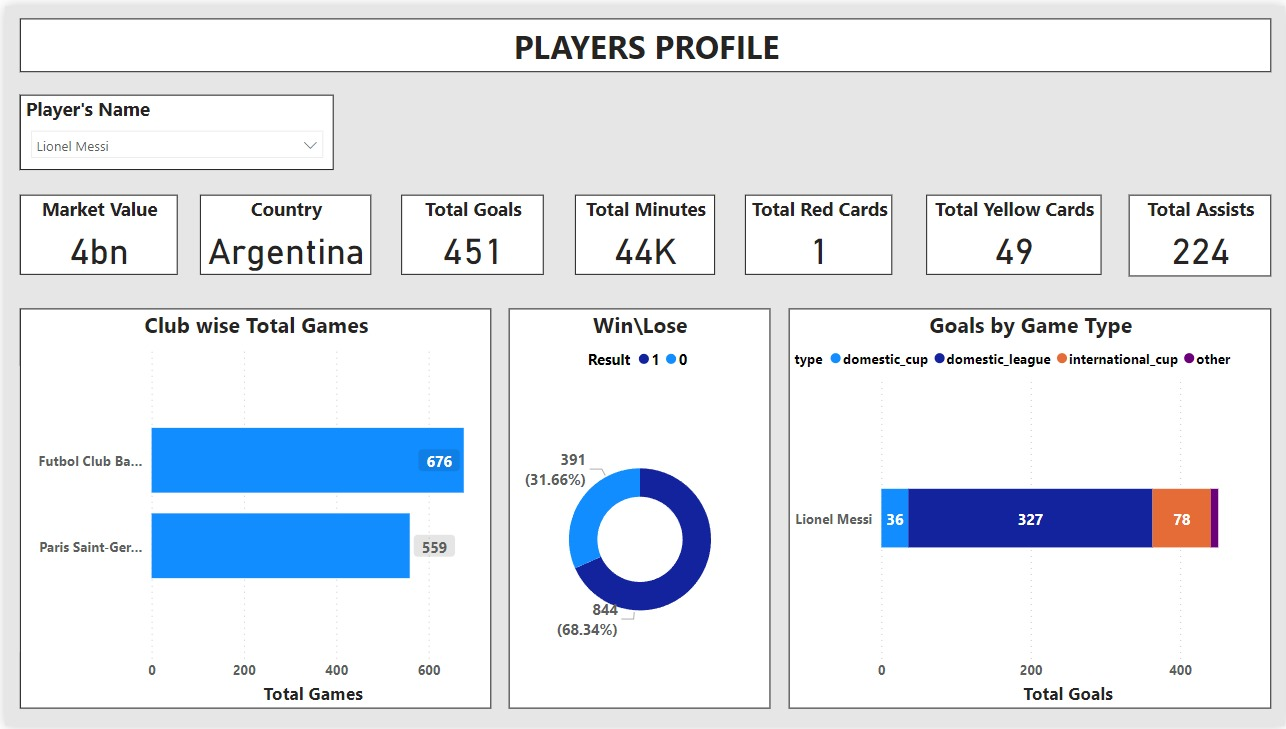 PLAYERS PROFILE
Player's Name
Lionel Messi
Market Value
4bn
Country
Argentina
Total Goals
451
Total Minutes
44K
Total Red Cards
1
Total Yellow Cards
49
Total Assists
224
Club wise Total Games
Futbol Club Ba...
676
Paris Saint-Ger...
559
0 200 400 600
Total Games
Win\Lose
Result 1 0
391
(31.66%)
844
(68.34%)
Goals by Game Type
type domestic_cup domestic_league international_cup other
Lionel Messi 36 327 78
0 200 400
Total Goals